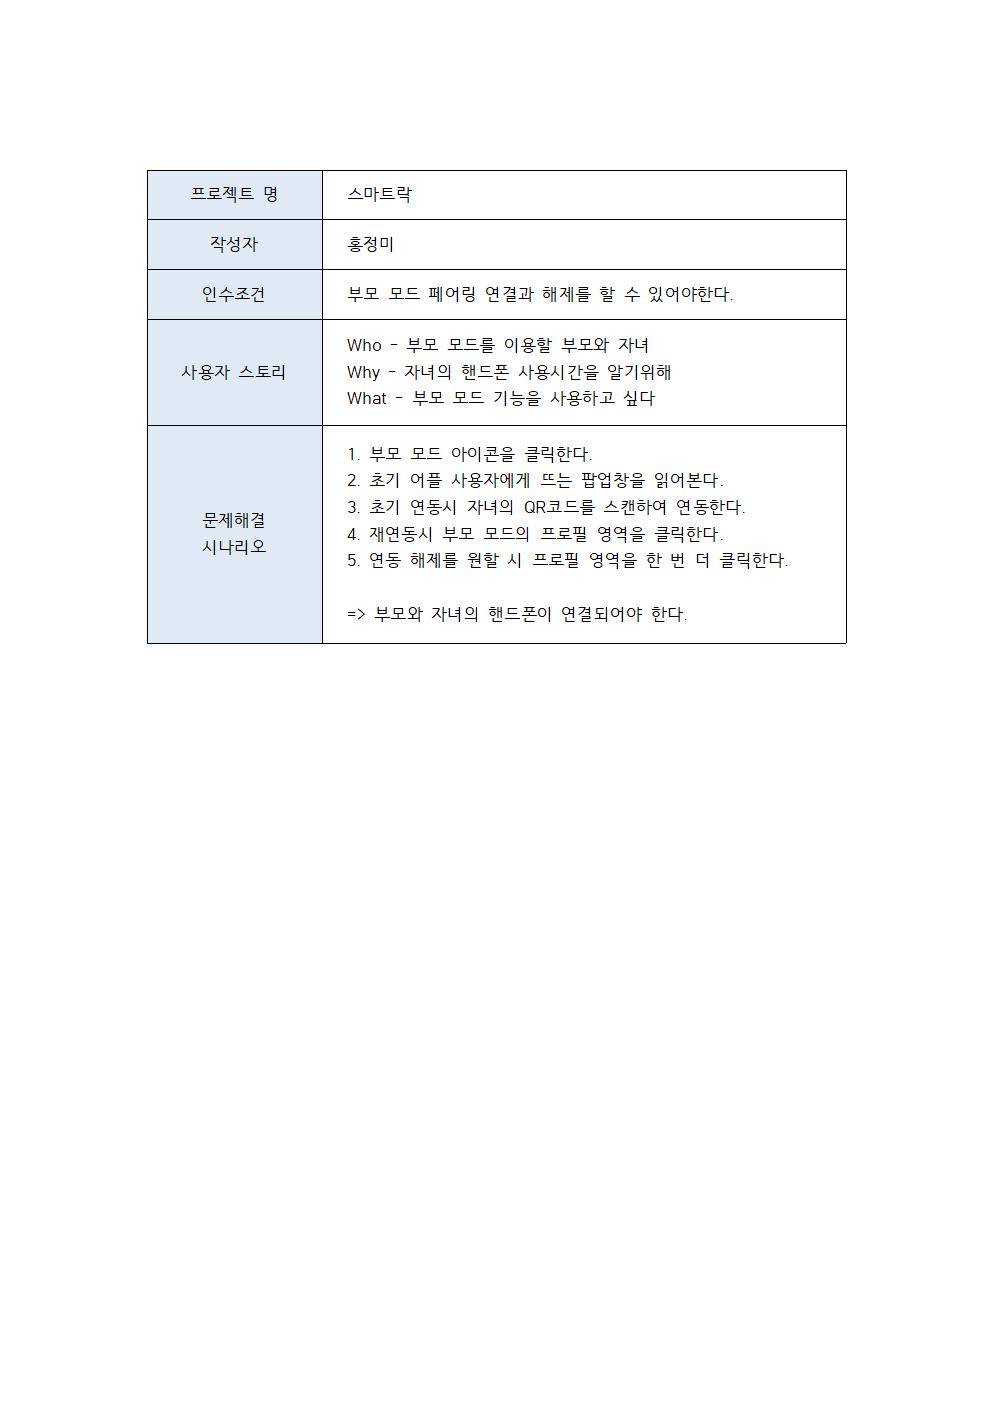 프로젝트 명
스마트락
작성자
홍정미
인수조건
부모 모드 페어링 연결과 해제를 할 수 있어야한다.
사용자 스토리
Who - 부모 모드를 이용할 부모와 자녀
Why - 자녀의 핸드폰 사용시간을 알기위해
What - 부모 모드 기능을 사용하고 싶다
문제해결
시나리오
1. 부모 모드 아이콘을 클릭한다.
2. 초기 어플 사용자에게 뜨는 팝업창을 읽어본다.
3. 초기 연동시 자녀의 QR코드를 스캔하여 연동한다.
4. 재연동시 부모 모드의 프로필 영역을 클릭한다.
5. 연동 해제를 원할 시 프로필 영역을 한 번 더 클릭한다.
=> 부모와 자녀의 핸드폰이 연결되어야 한다.